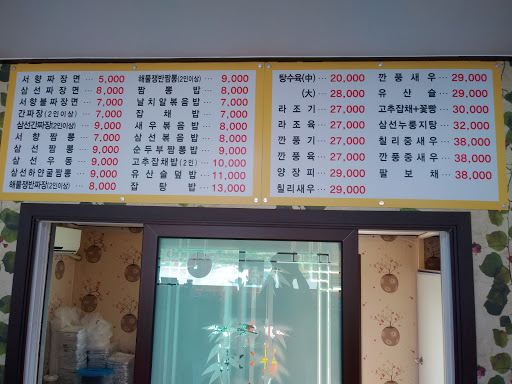 서향짜장면 ··· 5,000
삼선짜장면 ··· 8,000
서향불짜장면 ··· 7,000
간짜장(2인이상) ··· 7,000
삼선간짜장(2인이상) ··· 9,000
서향짬뽕 ··· 7,000
삼선짬뽕 ··· 9,000
삼선우동 ··· 9,000
삼선하얀굴짬뽕 ··· 9,000
해물쟁반짜장(2인이상) ··· 8,000
해물쟁반짬뽕(2인이상) ··· 9,000
짬뽕밥 ··· 8,000
날치알볶음밥 ··· 7,000
잡채밥 ··· 7,000
새우볶음밥 ··· 8,000
삼선볶음밥 ··· 8,000
순두부짬뽕밥 ··· 9,000
고추잡채밥(2인) ··· 10,000
유산슬덮밥 ··· 11,000
잡탕밥 ··· 13,000
탕수육(中) ··· 20,000
(大) ··· 28,000
라조기 ··· 27,000
라조육 ··· 27,000
깐풍기 ··· 27,000
깐풍육 ··· 27,000
양장피 ··· 29,000
칠리새우 ··· 29,000
깐풍새우 ··· 29,000
유산슬 ··· 29,000
고추잡채+꽃빵 ··· 30,000
삼선누룽지탕 ··· 32,000
칠리중새우 ··· 38,000
깐풍중새우 ··· 38,000
팔보채 ··· 38,000